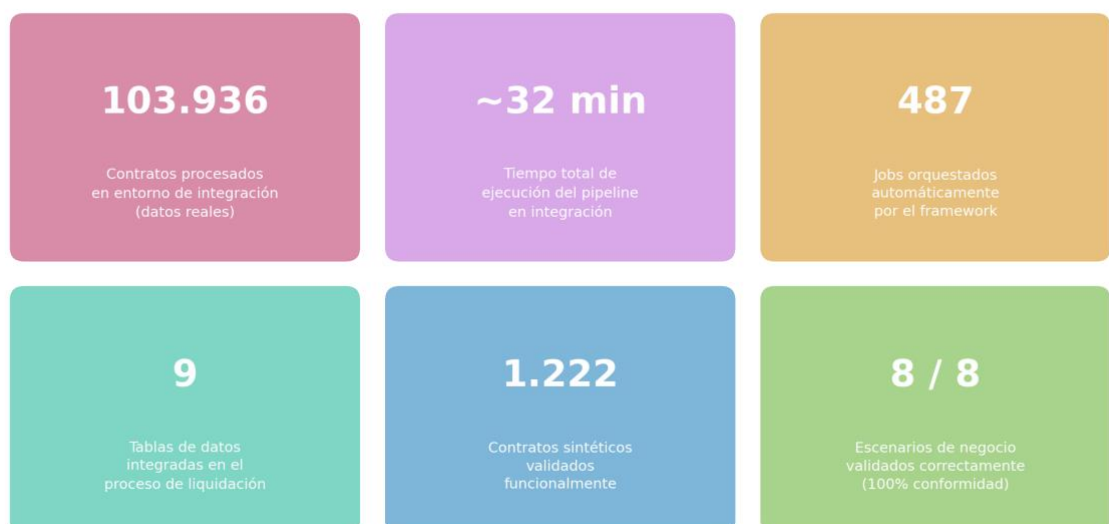 103.936
Contratos procesados
en entorno de integración
(datos reales)
~32 min
Tiempo total de
ejecución del pipeline
en integración
487
Jobs orquestados
automáticamente
por el framework
9
Tablas de datos
integradas en el
proceso de liquidación
1.222
Contratos sintéticos
validados
funcionalmente
8 / 8
Escenarios de negocio
validados correctamente
(100% conformidad)